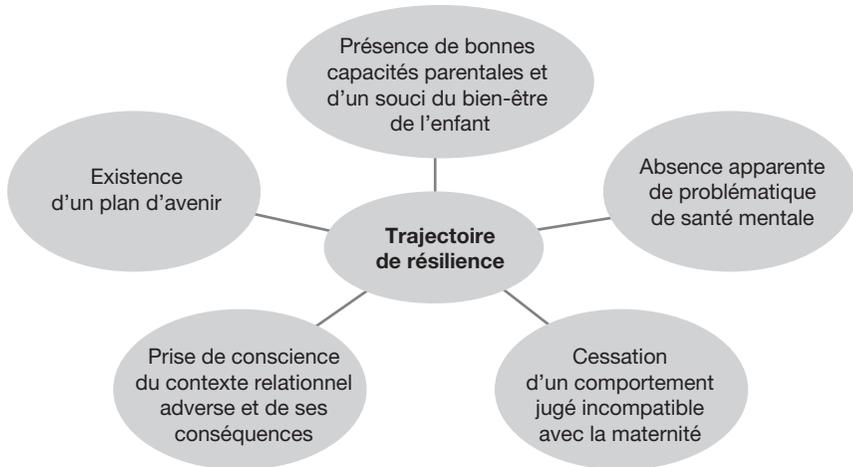 Présence de bonnes
capacités parentales et
d'un souci du bien-être
de l'enfant
Existence
d'un plan d'avenir
Absence apparente
de problématique
de santé mentale
Trajectoire
de résilience
Prise de conscience
du contexte relationnel
adverse et de ses
conséquences
Cessation
d'un comportement
jugé incompatible
avec la maternité